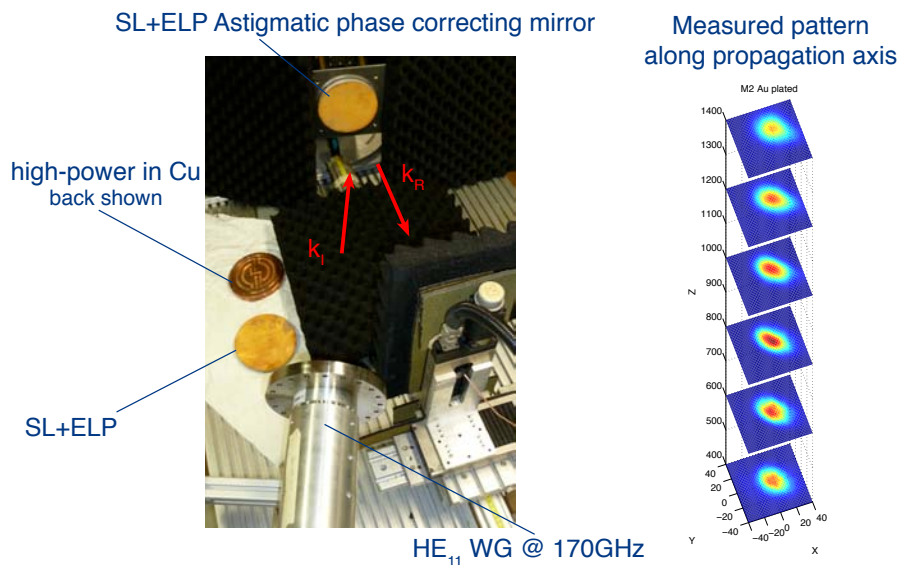 SL+ELP Astigmatic phase correcting mirror
high-power in Cu
back shown
SL+ELP
k_I
k_R
HE_11 WG @ 170GHz
Measured pattern
along propagation axis
M2 Au plated
1400
1300
1200
1100
1000
900
800
700
600
500
400
Z
40
20
0
−20
−40
Y
−40
−20
0
20
40
X